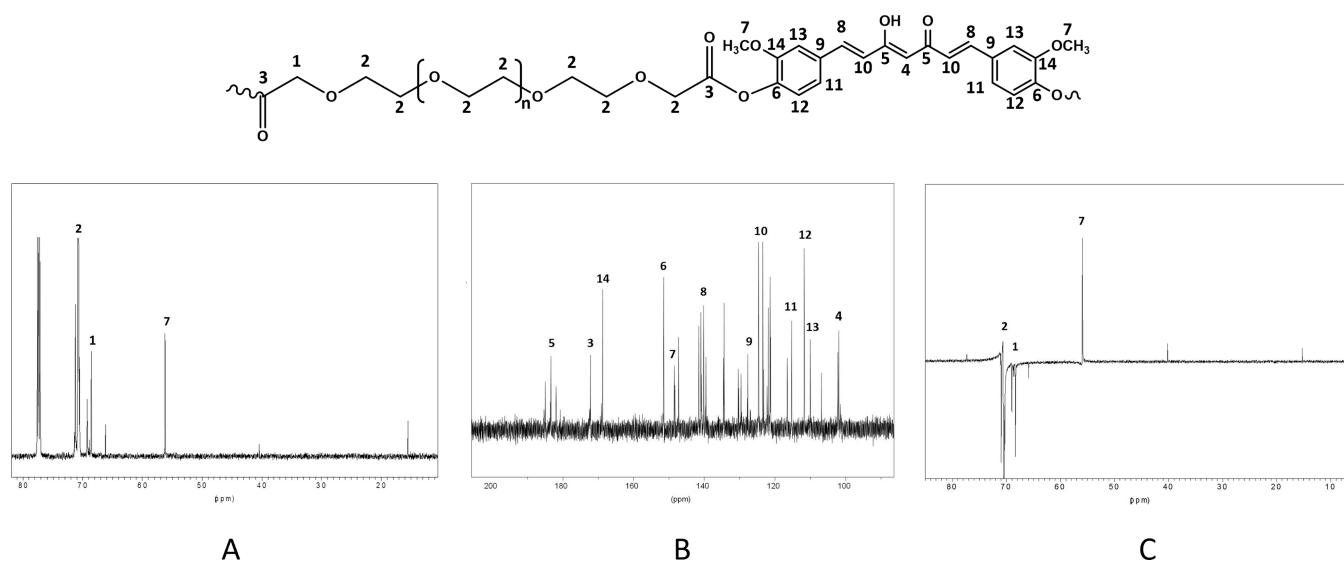 7 8 OH O 8 7
H₃CO 13 9 9 13 OCH₃
O 14 14
1 2 2 2 10 5 4 5 10
3 O ( O )n O O O 11 11
2 2 2 2 3 O 6 12 12 6 O
O
2
1
7
80 70 60 50 40 30 20
(ppm)
5
3
14
6
7
8
9
10
11
12
13
4
200 180 160 140 120 100
(ppm)
2
1
7
80 70 60 50 40 30 20 10
(ppm)
A B C